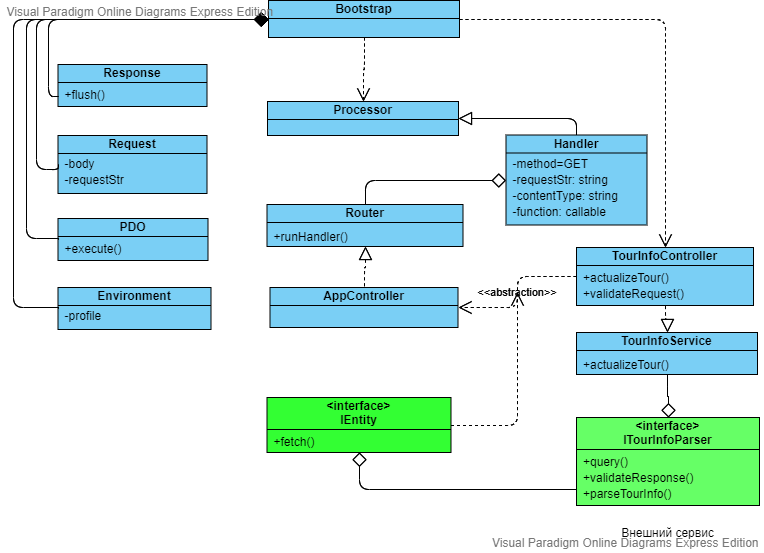 Visual Paradigm Online Diagrams Express Edition
Bootstrap
Response
+flush()
Processor
Request
-body
-requestStr
Handler
-method=GET
-requestStr: string
-contentType: string
-function: callable
Router
+runHandler()
PDO
+execute()
TourInfoController
+actualizeTour()
+validateRequest()
Environment
-profile
AppController
<<abstraction>>
TourInfoService
+actualizeTour()
<interface>
IEntity
+fetch()
<interface>
ITourInfoParser
+query()
+validateResponse()
+parseTourInfo()
Внешний сервис
Visual Paradigm Online Diagrams Express Edition